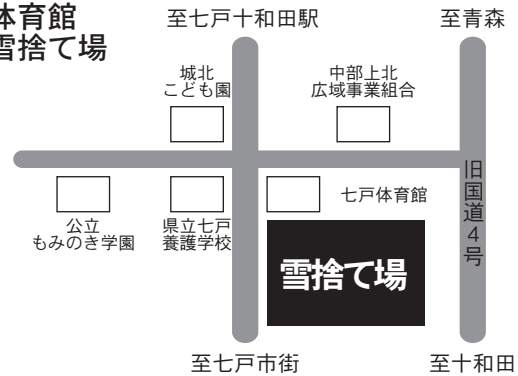 体育館
雪捨て場
至七戸十和田駅
至青森
城北
こども園
中部上北
広域事業組合
旧国道4号
公立
もみのき学園
県立七戸
養護学校
七戸体育館
雪捨て場
至七戸市街
至十和田